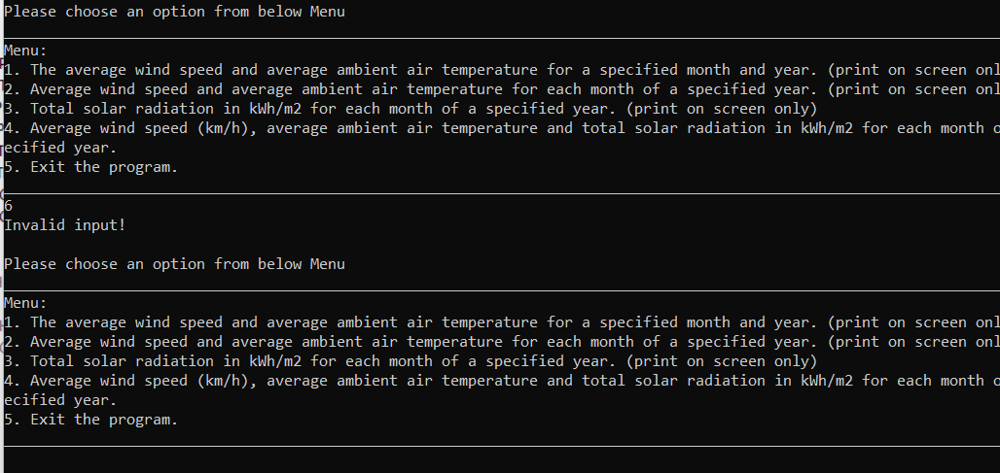 Please choose an option from below Menu
Menu:
1. The average wind speed and average ambient air temperature for a specified month and year. (print on screen
2. Average wind speed and average ambient air temperature for each month of a specified year. (print on screen
3. Total solar radiation in kWh/m2 for each month of a specified year. (print on screen only)
4. Average wind speed (km/h), average ambient air temperature and total solar radiation in kWh/m2 for each month
ecified year.
5. Exit the program.
6
Invalid input!
Please choose an option from below Menu
Menu:
1. The average wind speed and average ambient air temperature for a specified month and year. (print on screen
2. Average wind speed and average ambient air temperature for each month of a specified year. (print on screen
3. Total solar radiation in kWh/m2 for each month of a specified year. (print on screen only)
4. Average wind speed (km/h), average ambient air temperature and total solar radiation in kWh/m2 for each month
ecified year.
5. Exit the program.